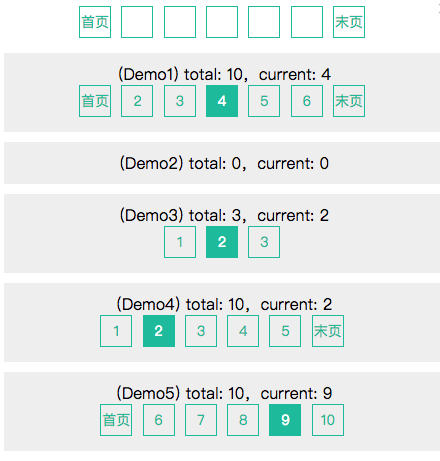 首页 末页
(Demo1) total: 10，current: 4
首页 2 3 4 5 6 末页
(Demo2) total: 0，current: 0
(Demo3) total: 3，current: 2
1 2 3
(Demo4) total: 10，current: 2
1 2 3 4 5 末页
(Demo5) total: 10，current: 9
首页 6 7 8 9 10